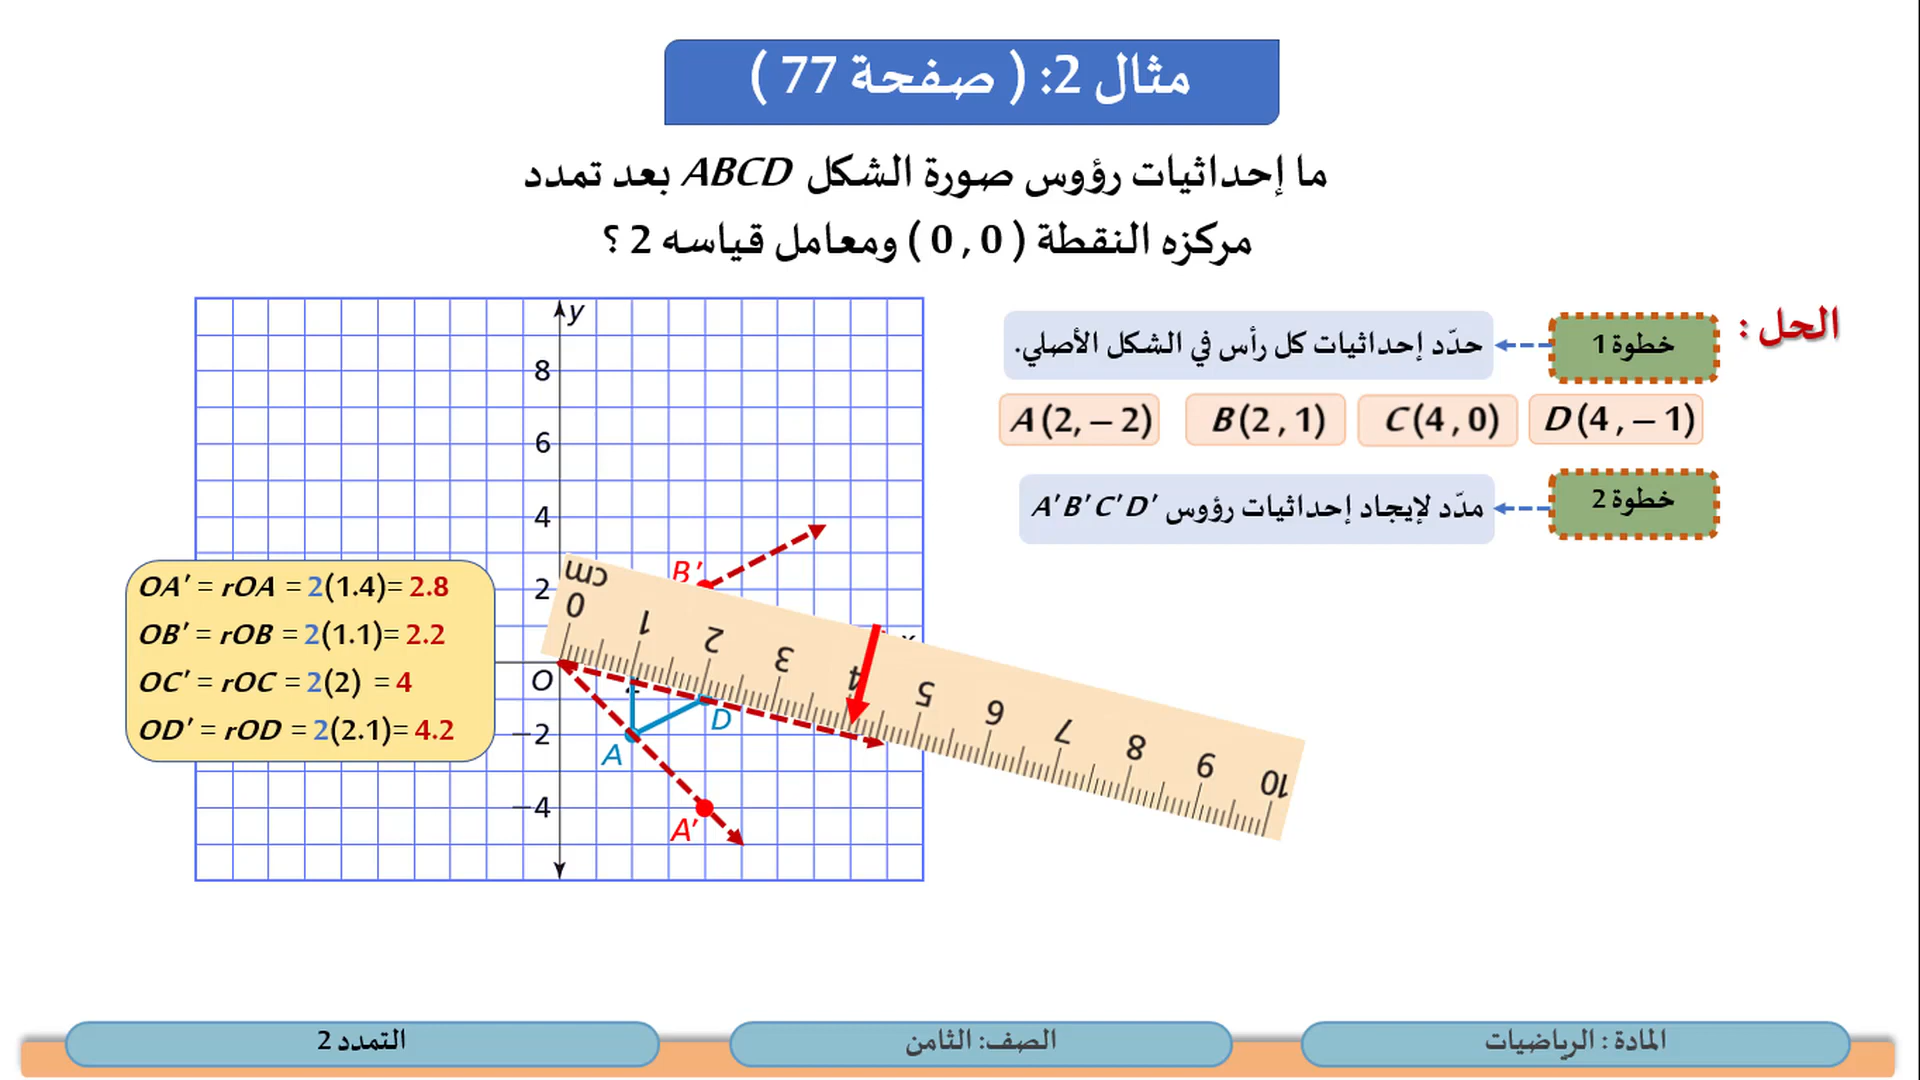 مثال 2: ( صفحة 77 )
ما إحداثيات رؤوس صورة الشكل ABCD بعد تمدد
مركزه النقطة ( 0 , 0 ) ومعامل قياسه 2 ؟
الحل :
خطوة 1
حدّد إحداثيات كل رأس في الشكل الأصلي.
A (2, – 2) B (2 , 1) C (4 , 0) D (4 , – 1)
خطوة 2
مدّد لإيجاد إحداثيات رؤوس A′ B′ C′ D′
y
8
6
4
2
O
–2
–4
B′
A
D
A′
cm
0 1 2 3 4 5 6 7 8 9 10
OA′ = rOA = 2(1.4)= 2.8
OB′ = rOB = 2(1.1)= 2.2
OC′ = rOC = 2(2) = 4
OD′ = rOD = 2(2.1)= 4.2
المادة : الرياضيات
الصف: الثامن
التمدد 2